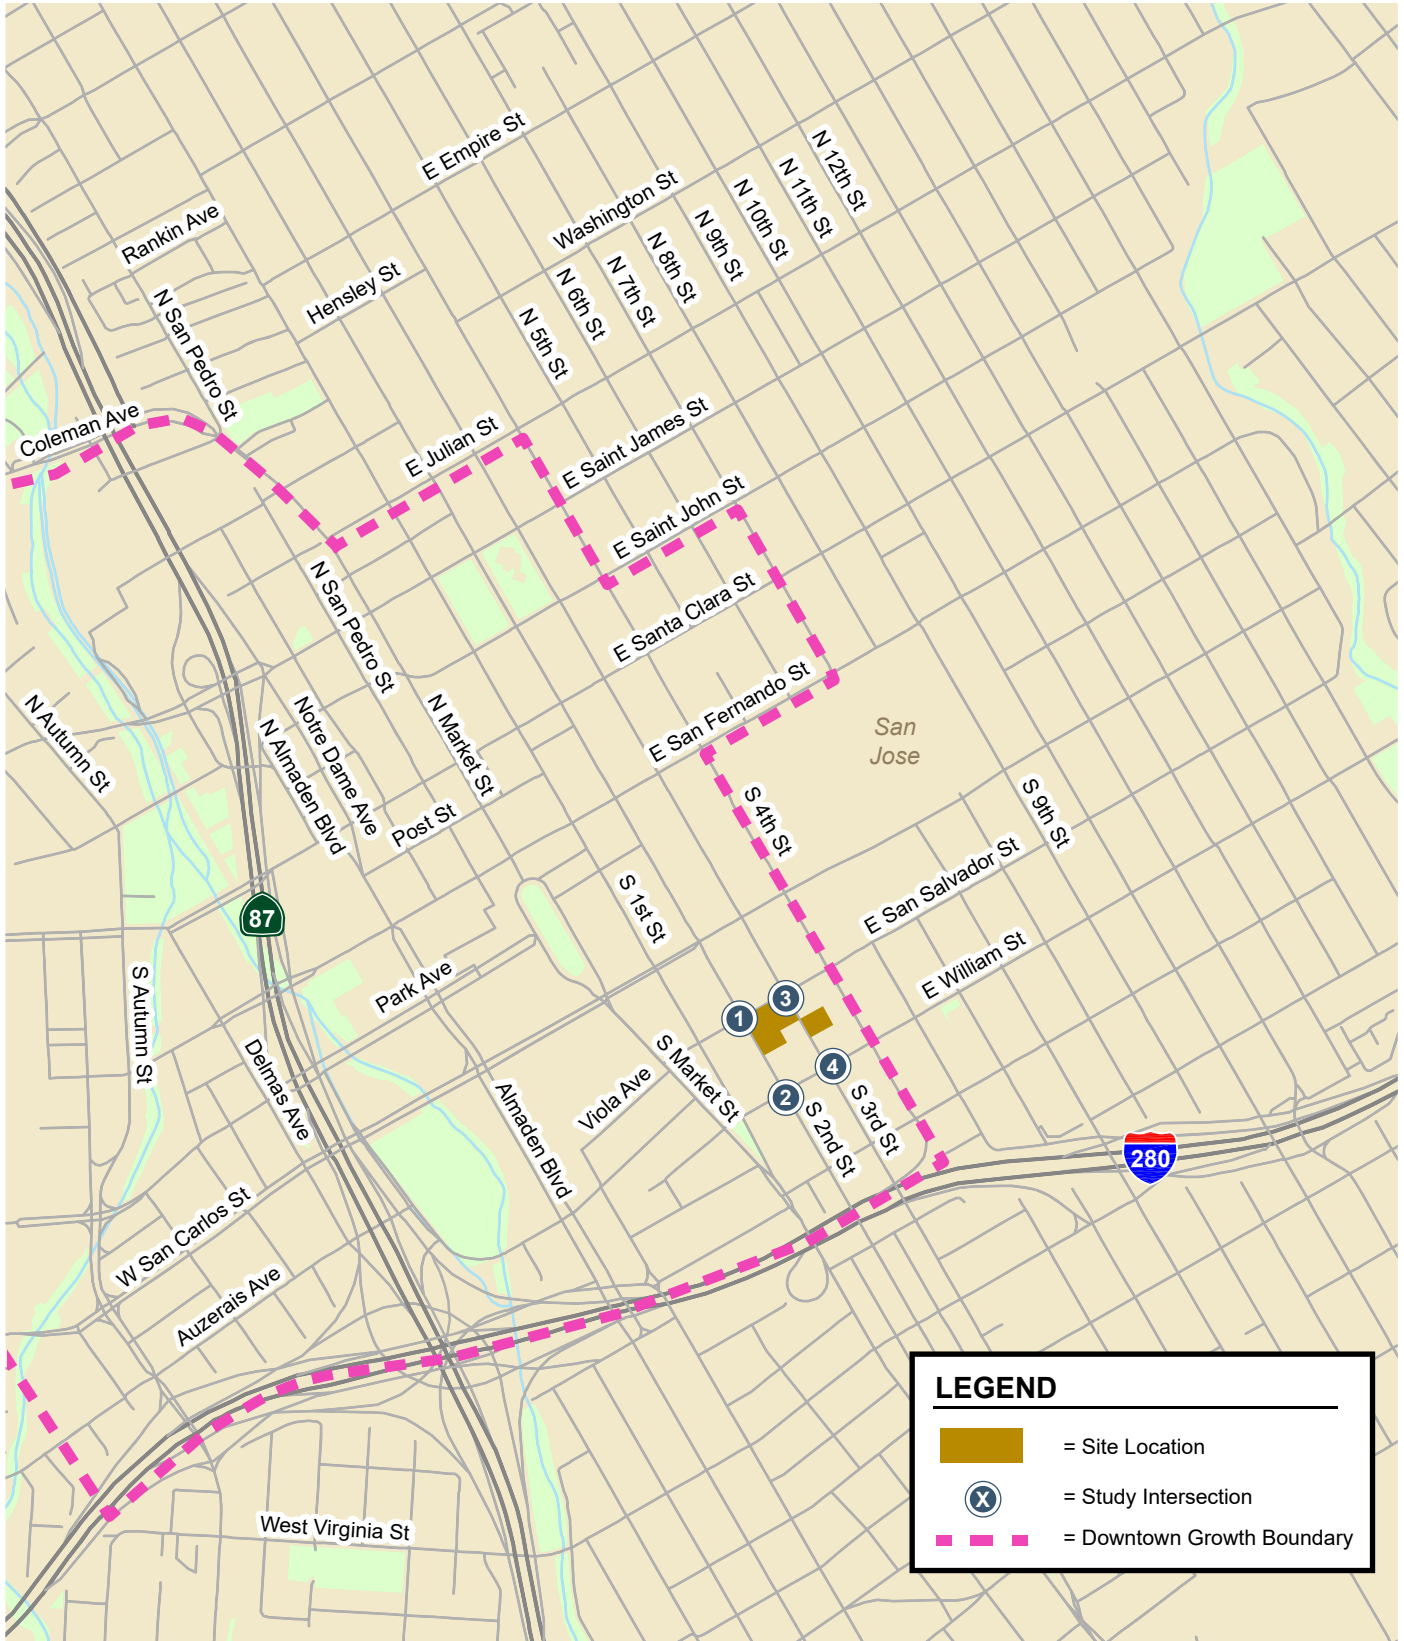 E Empire St
N 12th St
N 11th St
N 10th St
Washington St
N 9th St
N 8th St
N 7th St
N 6th St
N 5th St
Rankin Ave
Hensley St
N San Pedro St
Coleman Ave
E Julian St
E Saint James St
E Saint John St
E Santa Clara St
N San Pedro St
E San Fernando St
N Autumn St
N Almaden Blvd
Notre Dame Ave
N Market St
Post St
San
Jose
S 4th St
S 9th St
E San Salvador St
E William St
S 1st St
87
Park Ave
S Autumn St
Delmas Ave
1
3
4
2
S Market St
Viola Ave
Almaden Blvd
S 2nd St
S 3rd St
280
W San Carlos St
Auzerais Ave
West Virginia St
LEGEND
= Site Location
X
= Study Intersection
= Downtown Growth Boundary